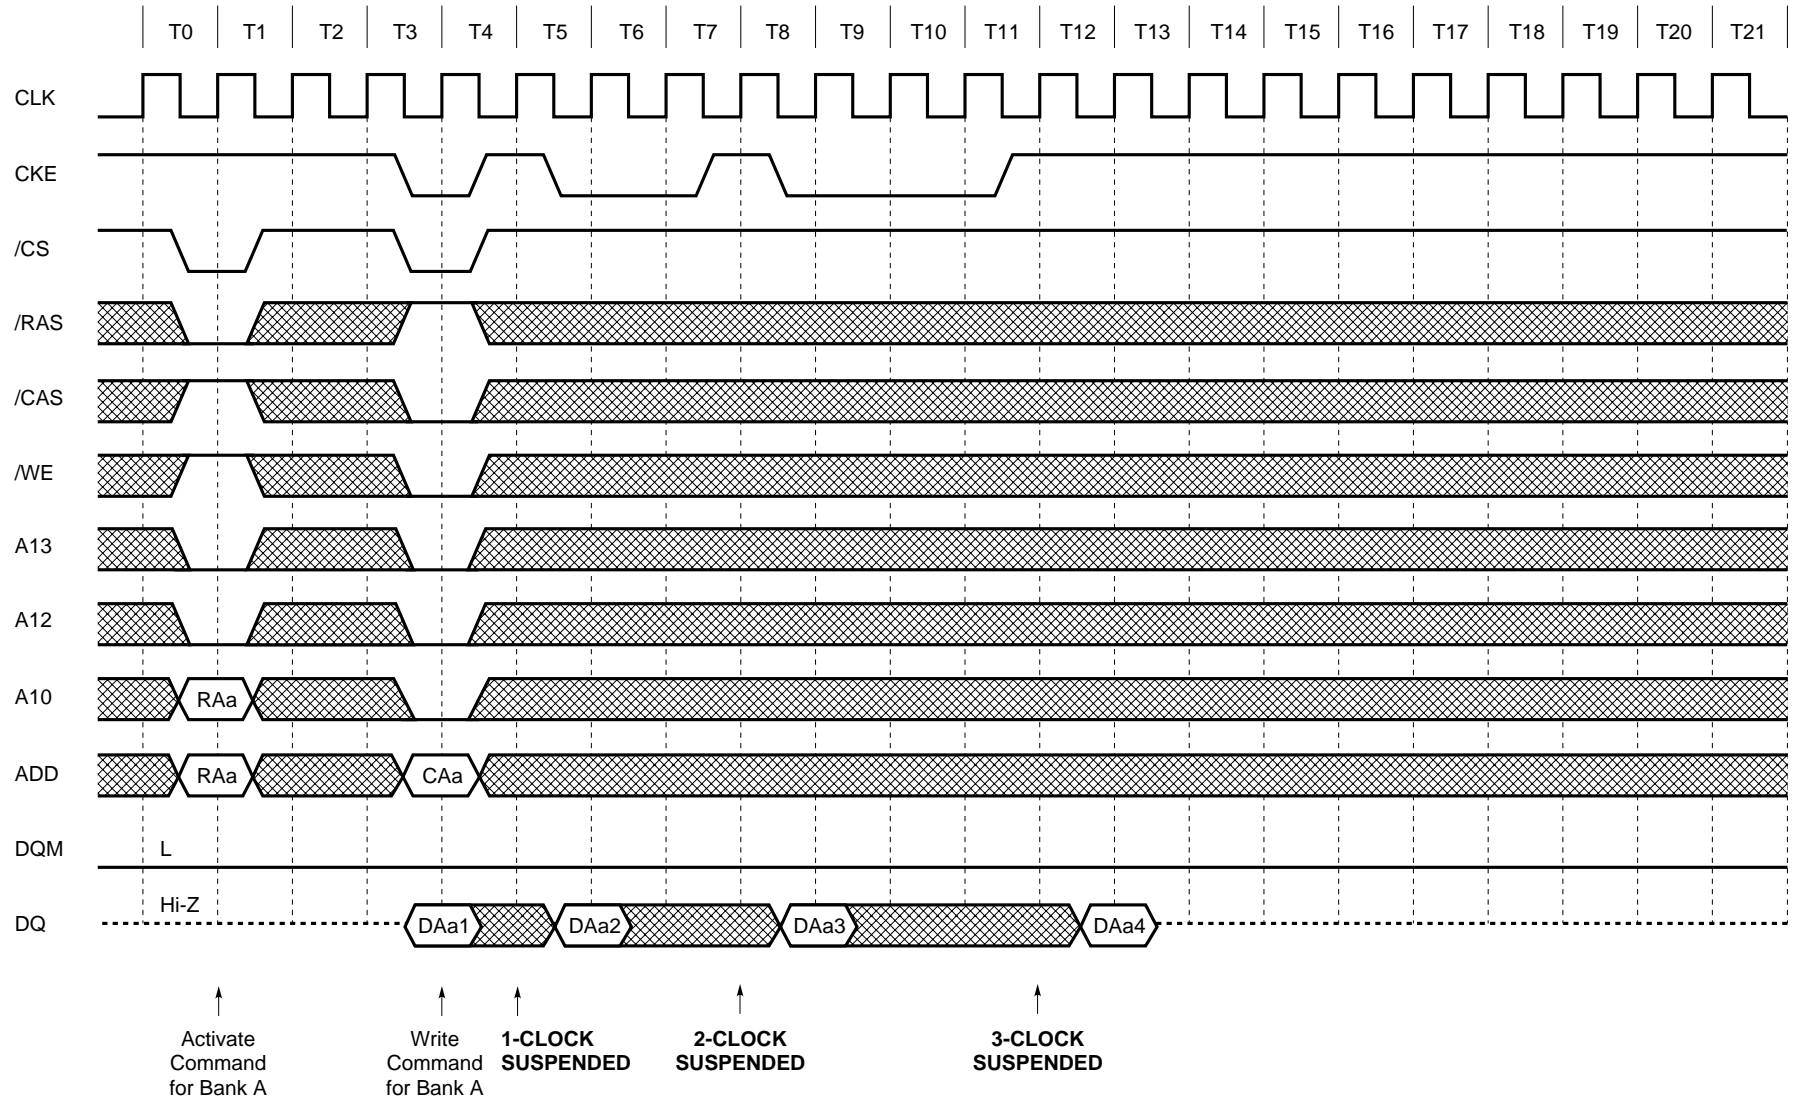 T0 T1 T2 T3 T4 T5 T6 T7 T8 T9 T10 T11 T12 T13 T14 T15 T16 T17 T18 T19 T20 T21
CLK
CKE
/CS
/RAS
/CAS
/WE
A13
A12
A10 RAa
ADD RAa CAa
DQM L
Hi-Z
DQ DAa1 DAa2 DAa3 DAa4
Activate
Command
for Bank A
Write
Command
for Bank A
1-CLOCK
SUSPENDED
2-CLOCK
SUSPENDED
3-CLOCK
SUSPENDED